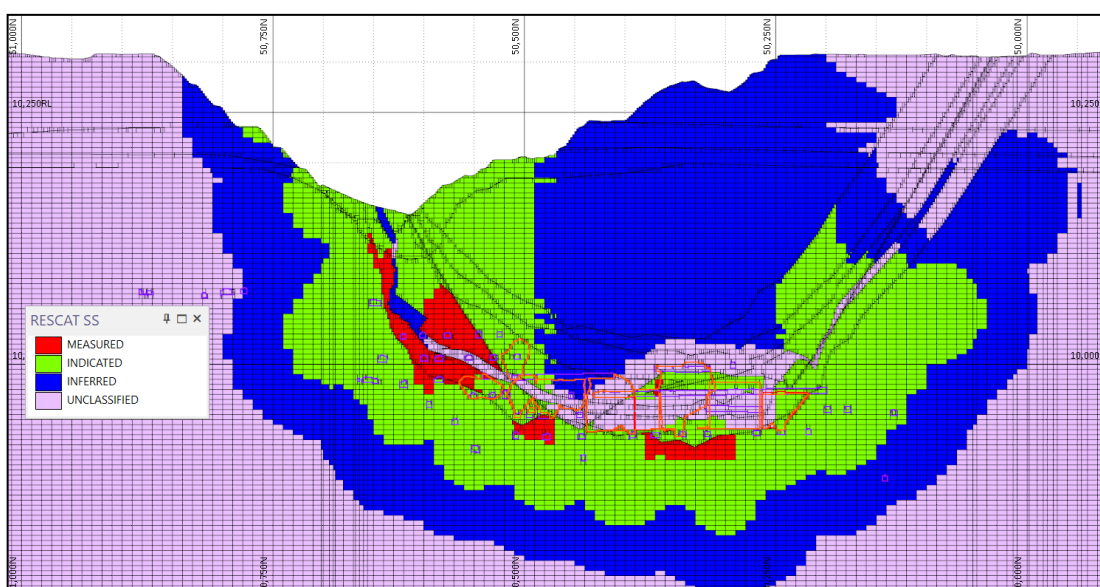 51,000N
50,750N
50,500N
50,250N
50,000N
10,250RL
10,250
RESCAT SS
MEASURED
INDICATED
INFERRED
UNCLASSIFIED
10,
10,000
,000N
50,750N
50,500N